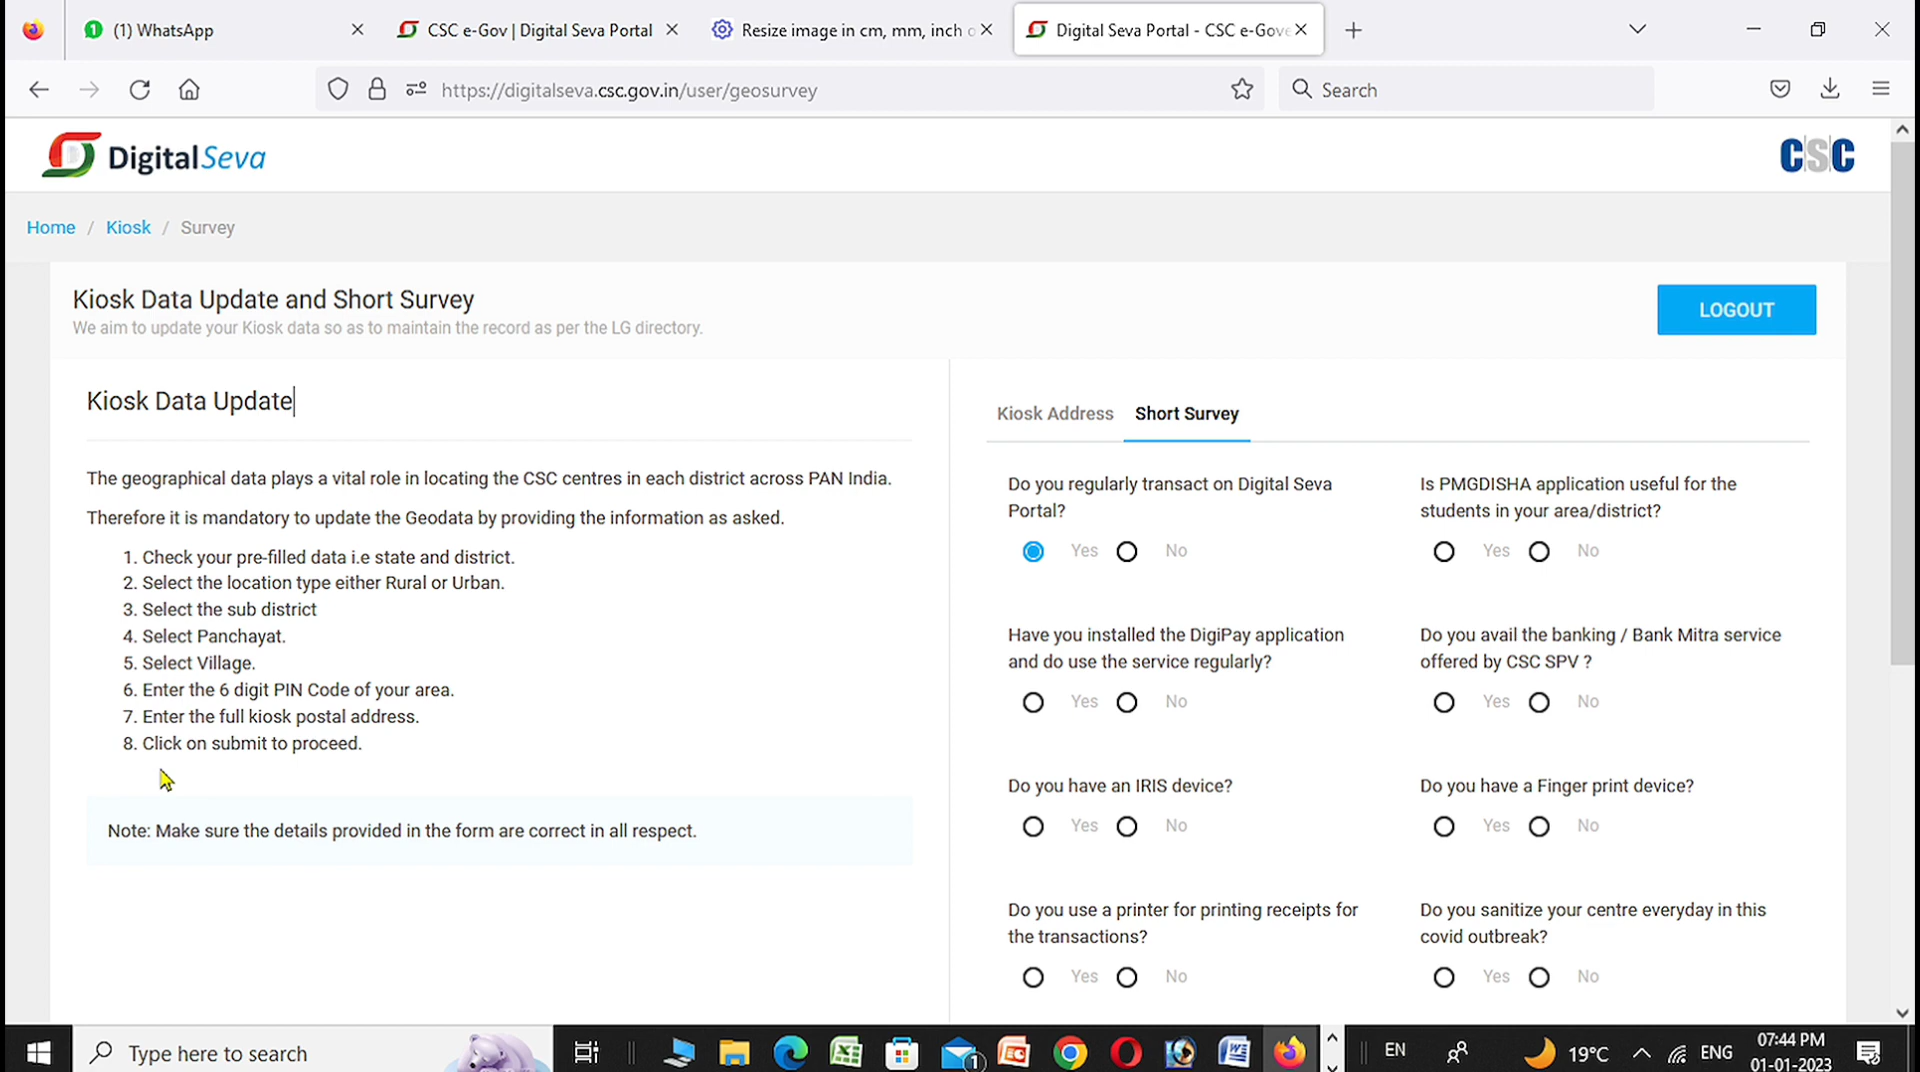 (1) WhatsApp
CSC e-Gov | Digital Seva Portal
Resize image in cm, mm, inch o
Digital Seva Portal - CSC e-Gove
https://digitalseva.csc.gov.in/user/geosurvey
Search
DigitalSeva
CSC
Home / Kiosk / Survey
Kiosk Data Update and Short Survey
We aim to update your Kiosk data so as to maintain the record as per the LG directory.
LOGOUT
Kiosk Data Update
The geographical data plays a vital role in locating the CSC centres in each district across PAN India.
Therefore it is mandatory to update the Geodata by providing the information as asked.
1. Check your pre-filled data i.e state and district.
2. Select the location type either Rural or Urban.
3. Select the sub district
4. Select Panchayat.
5. Select Village.
6. Enter the 6 digit PIN Code of your area.
7. Enter the full kiosk postal address.
8. Click on submit to proceed.
Note: Make sure the details provided in the form are correct in all respect.
Kiosk Address Short Survey
Do you regularly transact on Digital Seva
Portal?
Yes No
Is PMGDISHA application useful for the
students in your area/district?
Yes No
Have you installed the DigiPay application
and do use the service regularly?
Yes No
Do you avail the banking / Bank Mitra service
offered by CSC SPV ?
Yes No
Do you have an IRIS device?
Yes No
Do you have a Finger print device?
Yes No
Do you use a printer for printing receipts for
the transactions?
Yes No
Do you sanitize your centre everyday in this
covid outbreak?
Yes No
Type here to search
1
EN
19°C
ENG
07:44 PM
01-01-2023